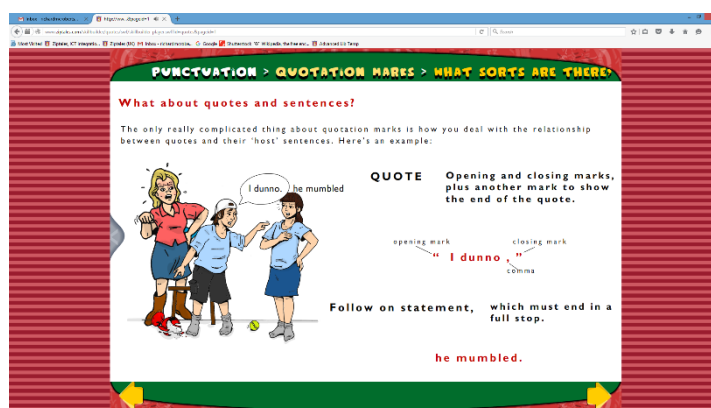 PUNCTUATION > QUOTATION MARKS > WHAT SORTS ARE THERE?
What about quotes and sentences?
The only really complicated thing about quotation marks is how you deal with the relationship
between quotes and their 'host' sentences. Here's an example:
I dunno. he mumbled
QUOTE Opening and closing marks,
plus another mark to show
the end of the quote.
opening mark closing mark
“ I dunno , ”
comma
Follow on statement, which must end in a
full stop.
he mumbled.